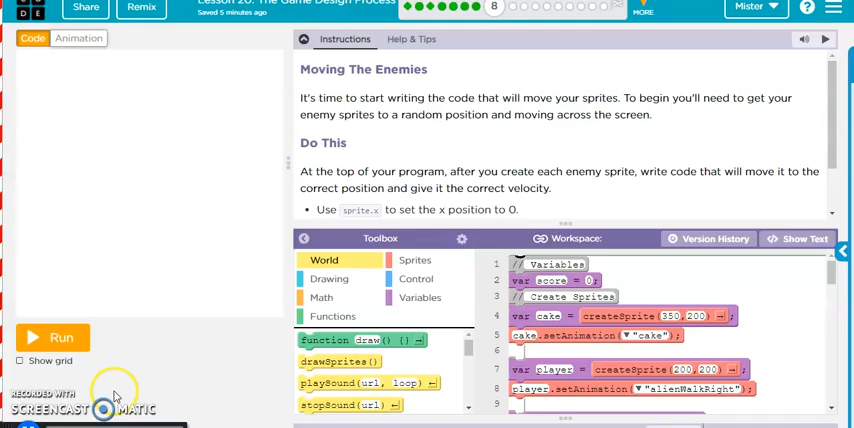 CODE
Share
Remix
Lesson 20: The Game Design Process
Saved 5 minutes ago
8
MORE
Mister
?
Code
Animation
Instructions
Help & Tips
Moving The Enemies
It's time to start writing the code that will move your sprites. To begin you'll need to get your
enemy sprites to a random position and moving across the screen.
Do This
At the top of your program, after you create each enemy sprite, write code that will move it to the
correct position and give it the correct velocity.
• Use sprite.x to set the x position to 0.
Toolbox
Workspace:
Version History
</> Show Text
World
Sprites
Drawing
Control
Math
Variables
Functions
function draw() {}
drawSprites()
playSound(url, loop)
stopSound(url)
1 // Variables
2 var score = 0;
3 // Create Sprites
4 var cake = createSprite(350,200);
5 cake.setAnimation("cake");
6
7 var player = createSprite(200,200);
8 player.setAnimation("alienWalkRight");
9
Run
Show grid
RECORDED WITH
SCREENCAST MATIC